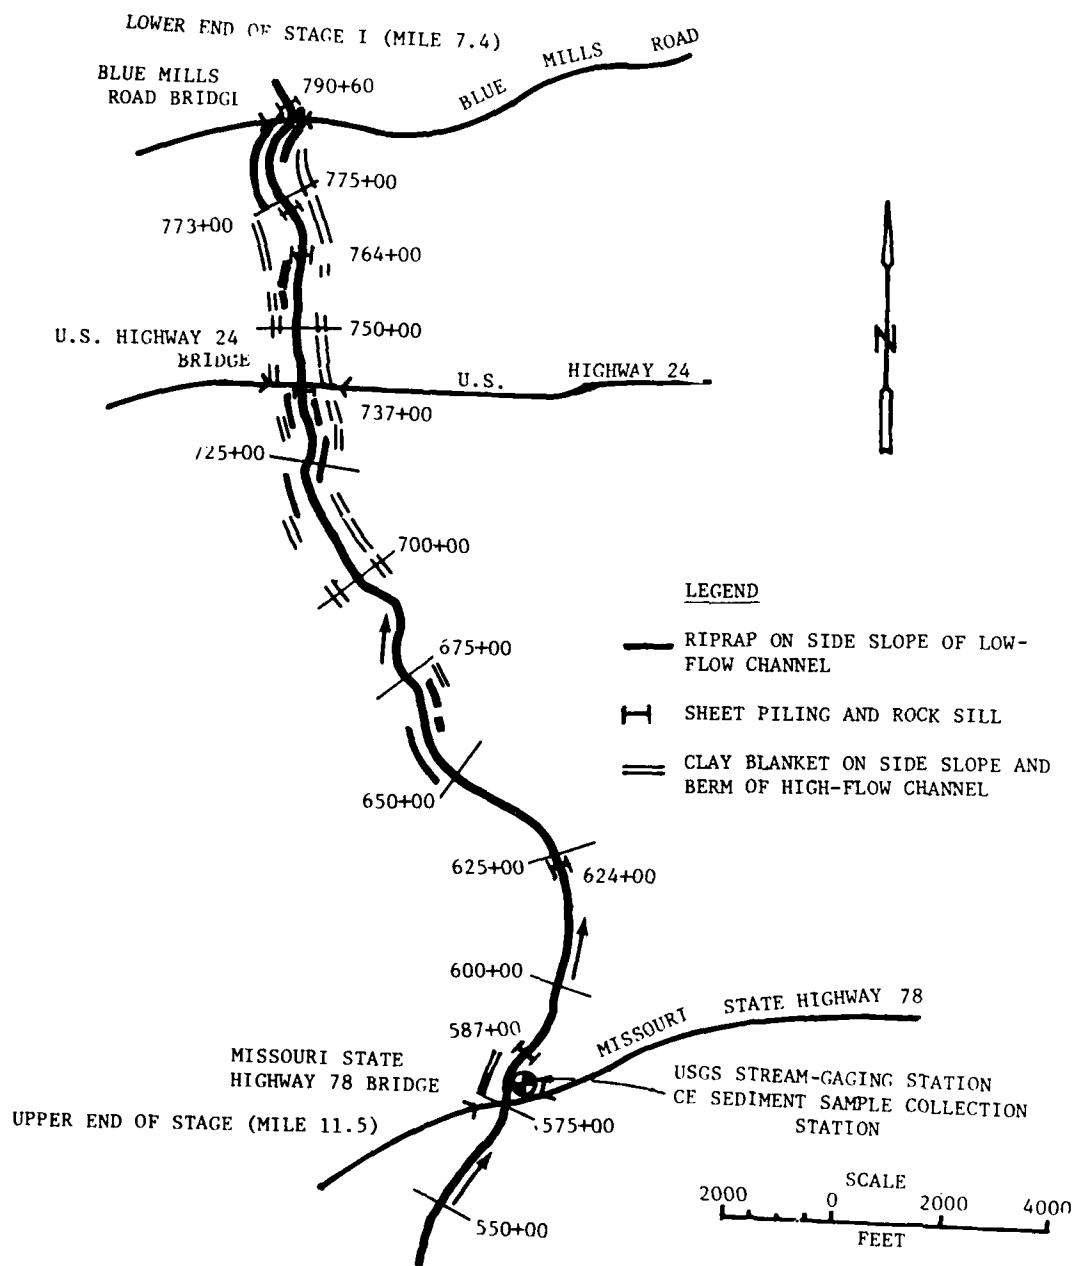 LOWER END OF STAGE I (MILE 7.4)
BLUE MILLS ROAD
BLUE MILLS
ROAD BRIDGE
790+60
775+00
773+00
764+00
U.S. HIGHWAY 24
BRIDGE
750+00
U.S. HIGHWAY 24
737+00
725+00
700+00
N
LEGEND
RIPRAP ON SIDE SLOPE OF LOW-
FLOW CHANNEL
675+00
SHEET PILING AND ROCK SILL
CLAY BLANKET ON SIDE SLOPE AND
BERM OF HIGH-FLOW CHANNEL
650+00
625+00
624+00
600+00
MISSOURI STATE HIGHWAY 78
587+00
MISSOURI STATE
HIGHWAY 78 BRIDGE
USGS STREAM-GAGING STATION
CE SEDIMENT SAMPLE COLLECTION
STATION
UPPER END OF STAGE (MILE 11.5)
575+00
550+00
SCALE
2000 0 2000 4000
FEET